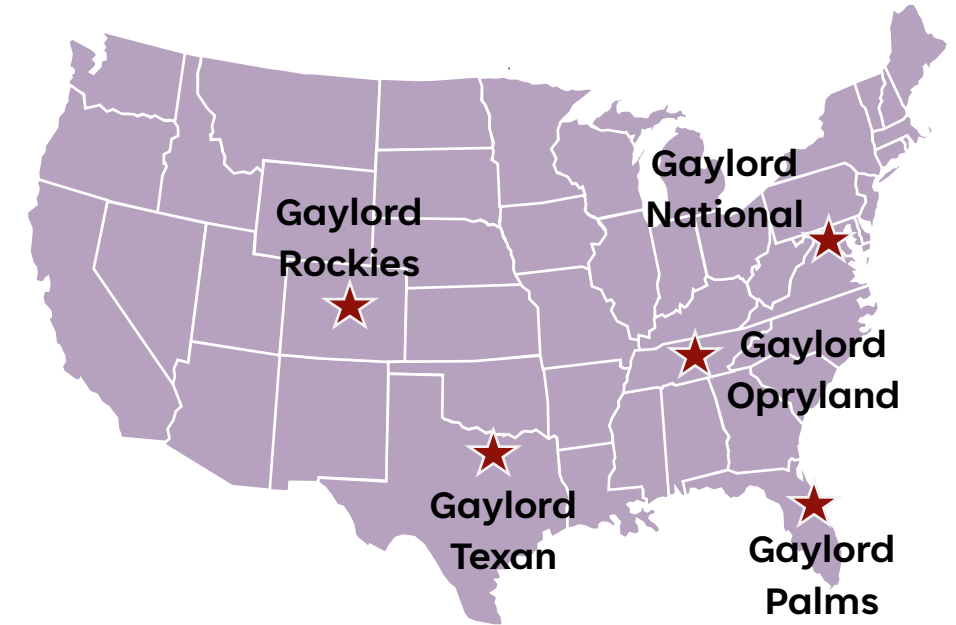 Gaylord
National
Gaylord
Rockies
Gaylord
Opryland
Gaylord
Texan
Gaylord
Palms